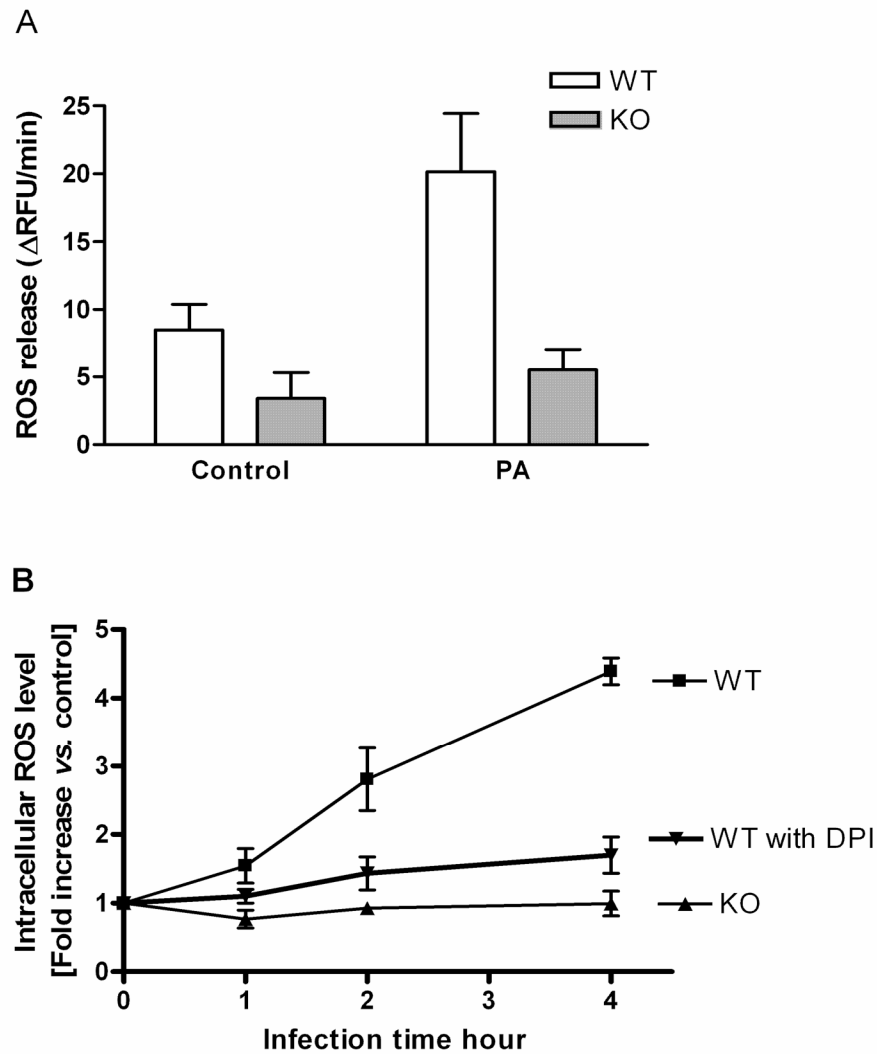 A
WT
KO
ROS release (ΔRFU/min)
25
20
15
10
5
0
Control
PA
B
Intracellular ROS level
[Fold increase vs. control]
5
4
3
2
1
0
WT
WT with DPI
KO
0 1 2 3 4
Infection time hour